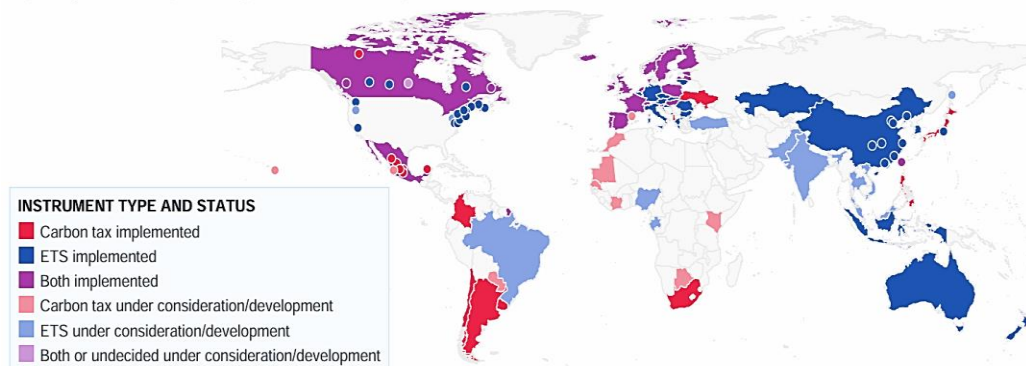 INSTRUMENT TYPE AND STATUS
Carbon tax implemented
ETS implemented
Both implemented
Carbon tax under consideration/development
ETS under consideration/development
Both or undecided under consideration/development